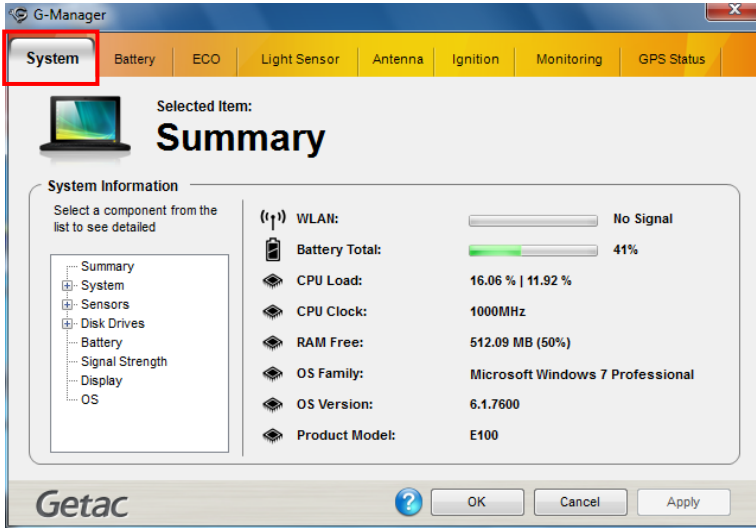 G-Manager
System Battery ECO Light Sensor Antenna Ignition Monitoring GPS Status
Selected Item:
Summary
System Information
Select a component from the
list to see detailed
Summary
System
Sensors
Disk Drives
Battery
Signal Strength
Display
OS
WLAN: No Signal
Battery Total: 41%
CPU Load: 16.06 % | 11.92 %
CPU Clock: 1000MHz
RAM Free: 512.09 MB (50%)
OS Family: Microsoft Windows 7 Professional
OS Version: 6.1.7600
Product Model: E100
Getac ? OK Cancel Apply